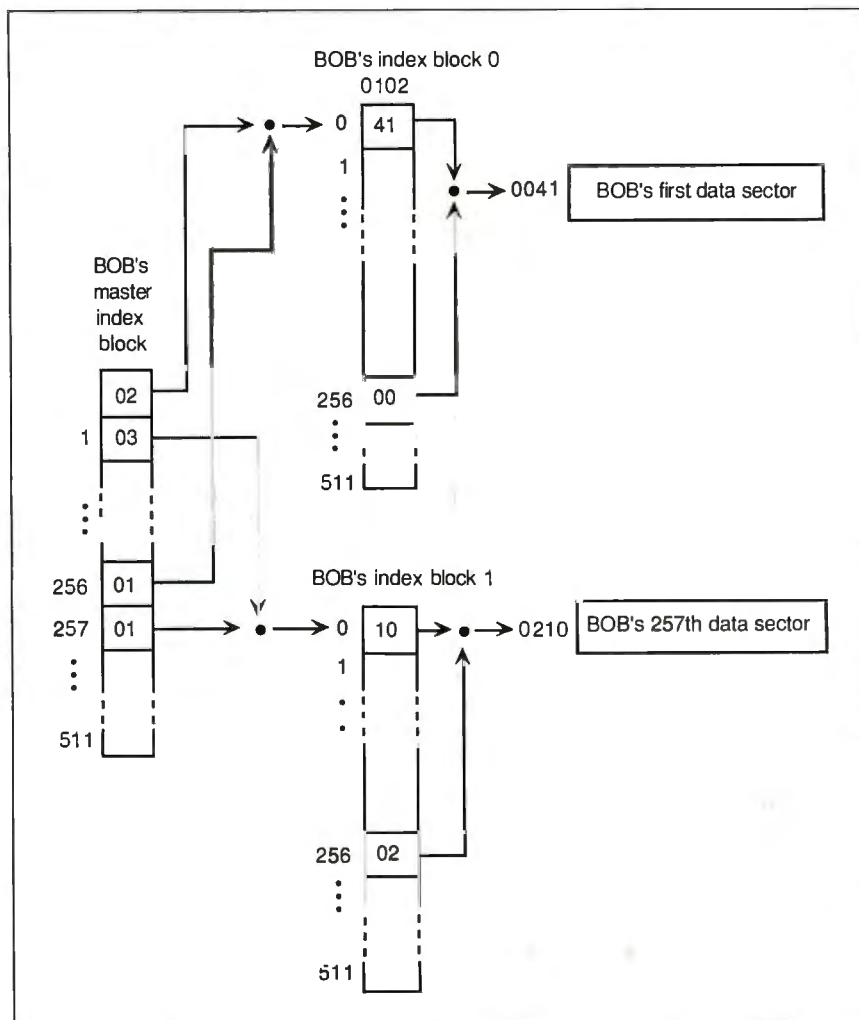 BOB's index block 0
0102
0 41
1
0041 BOB's first data sector
256 00
511
BOB's
master
index
block
02
1 03
256 01
257 01
511
BOB's index block 1
0 10
1
0210 BOB's 257th data sector
256 02
511